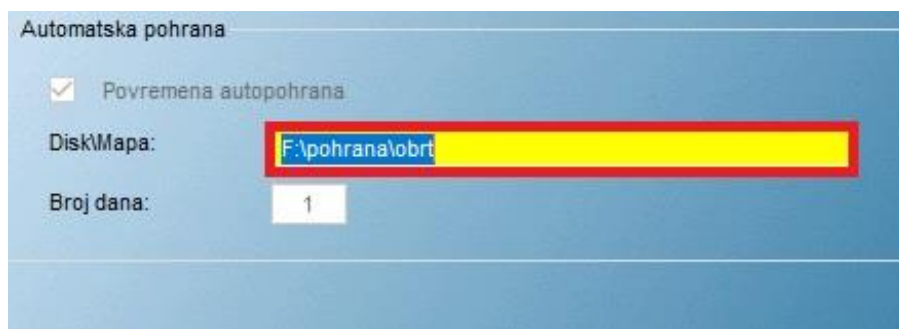 Automatska pohrana
Povremena autopohrana
Disk\Mapa: F:\pohrana\obrt
Broj dana: 1